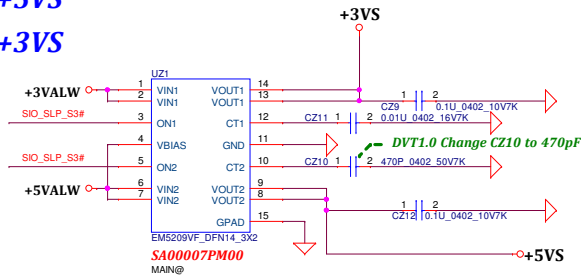 +5VS
+3VS
+3VS
UZ1
+3VALW 1 VIN1 VOUT1 14
2 VIN1 VOUT1 13 CZ9 1 2 0.1U_0402_10V7K
SIO_SLP_S3# 3 ON1 CT1 12 CZ11 1 2 0.01U_0402_16V7K
4 VBIAS GND 11 DVT1.0 Change CZ10 to 470pF
SIO_SLP_S3# 5 ON2 CT2 10 CZ10 1 2 470P_0402_50V7K
+5VALW 6 VIN2 VOUT2 9
7 VIN2 VOUT2 8
GPAD 15 CZ12 1 2 0.1U_0402_10V7K
EM5209VF_DFN14_3X2
SA00007PM00 +5VS
MAIN@